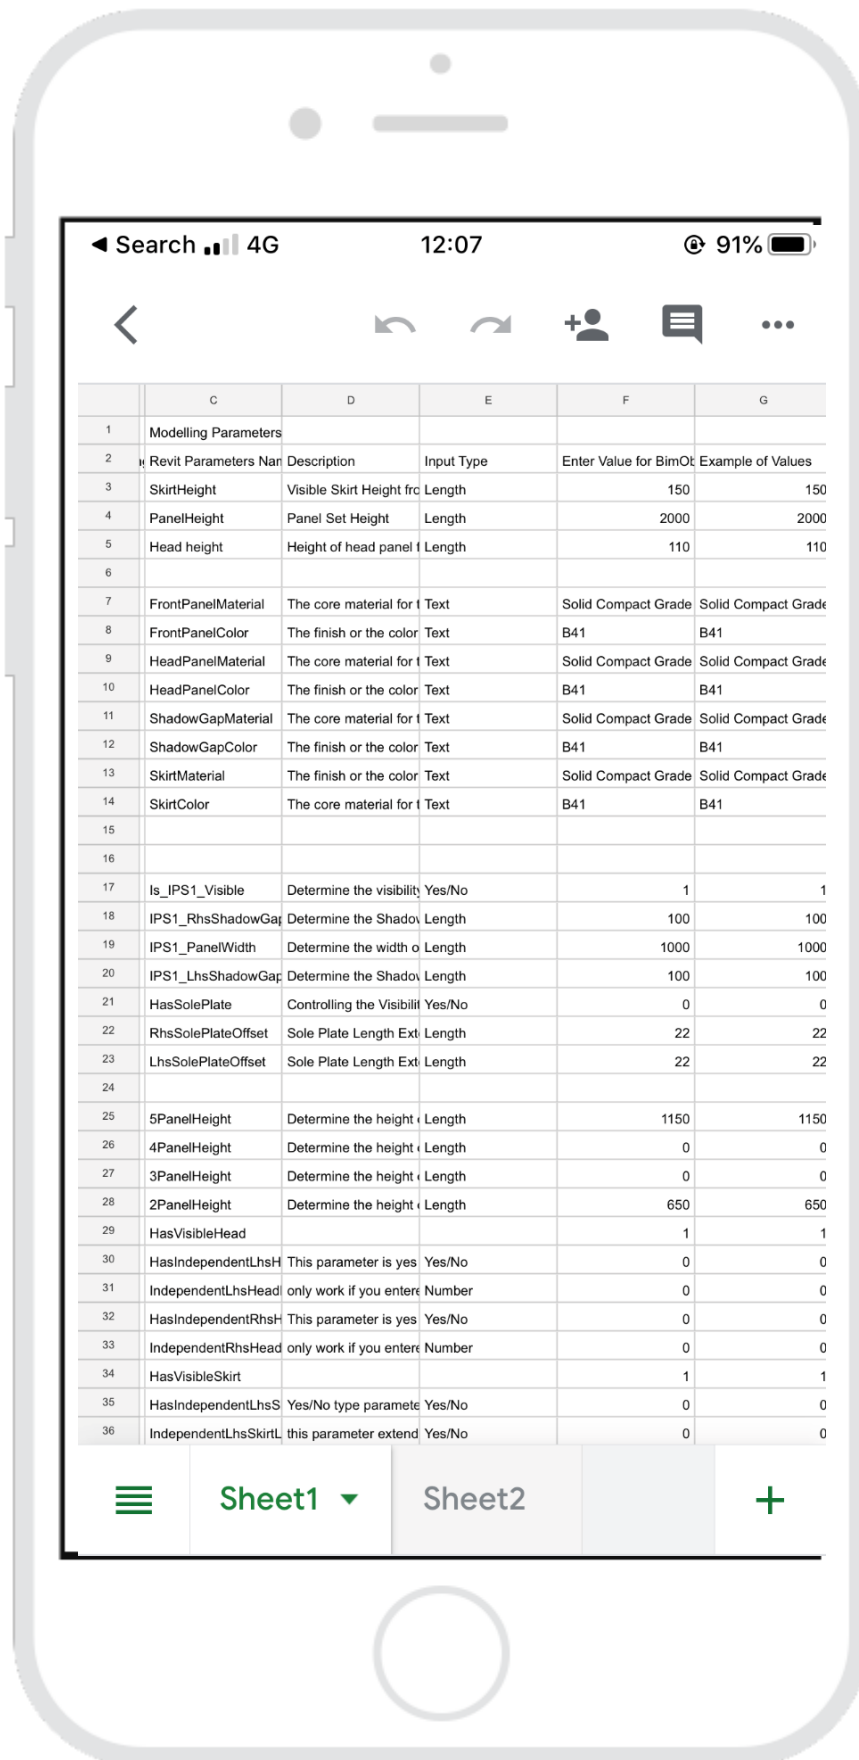 Search 4G 12:07 91%
C D E F G
1 Modelling Parameters
2 Revit Parameters Nan Description Input Type Enter Value for BimOb Example of Values
3 SkirtHeight Visible Skirt Height fro Length 150 150
4 PanelHeight Panel Set Height Length 2000 2000
5 Head height Height of head panel f Length 110 110
6
7 FrontPanelMaterial The core material for t Text Solid Compact Grade Solid Compact Grade
8 FrontPanelColor The finish or the color Text B41 B41
9 HeadPanelMaterial The core material for t Text Solid Compact Grade Solid Compact Grade
10 HeadPanelColor The finish or the color Text B41 B41
11 ShadowGapMaterial The core material for t Text Solid Compact Grade Solid Compact Grade
12 ShadowGapColor The finish or the color Text B41 B41
13 SkirtMaterial The finish or the color Text Solid Compact Grade Solid Compact Grade
14 SkirtColor The core material for t Text B41 B41
15
16
17 Is_IPS1_Visible Determine the visibility Yes/No 1 1
18 IPS1_RhsShadowGap Determine the Shadow Length 100 100
19 IPS1_PanelWidth Determine the width o Length 1000 1000
20 IPS1_LhsShadowGap Determine the Shadow Length 100 100
21 HasSolePlate Controlling the Visibilit Yes/No 0 0
22 RhsSolePlateOffset Sole Plate Length Ext Length 22 22
23 LhsSolePlateOffset Sole Plate Length Ext Length 22 22
24
25 5PanelHeight Determine the height Length 1150 1150
26 4PanelHeight Determine the height Length 0 0
27 3PanelHeight Determine the height Length 0 0
28 2PanelHeight Determine the height Length 650 650
29 HasVisibleHead 1 1
30 HasIndependentLhsH This parameter is yes Yes/No 0 0
31 IndependentLhsHead only work if you entere Number 0 0
32 HasIndependentRhsH This parameter is yes Yes/No 0 0
33 IndependentRhsHead only work if you entere Number 0 0
34 HasVisibleSkirt 1 1
35 HasIndependentLhsS Yes/No type paramete Yes/No 0 0
36 IndependentLhsSkirtL this parameter extend Yes/No 0 0
Sheet1 Sheet2